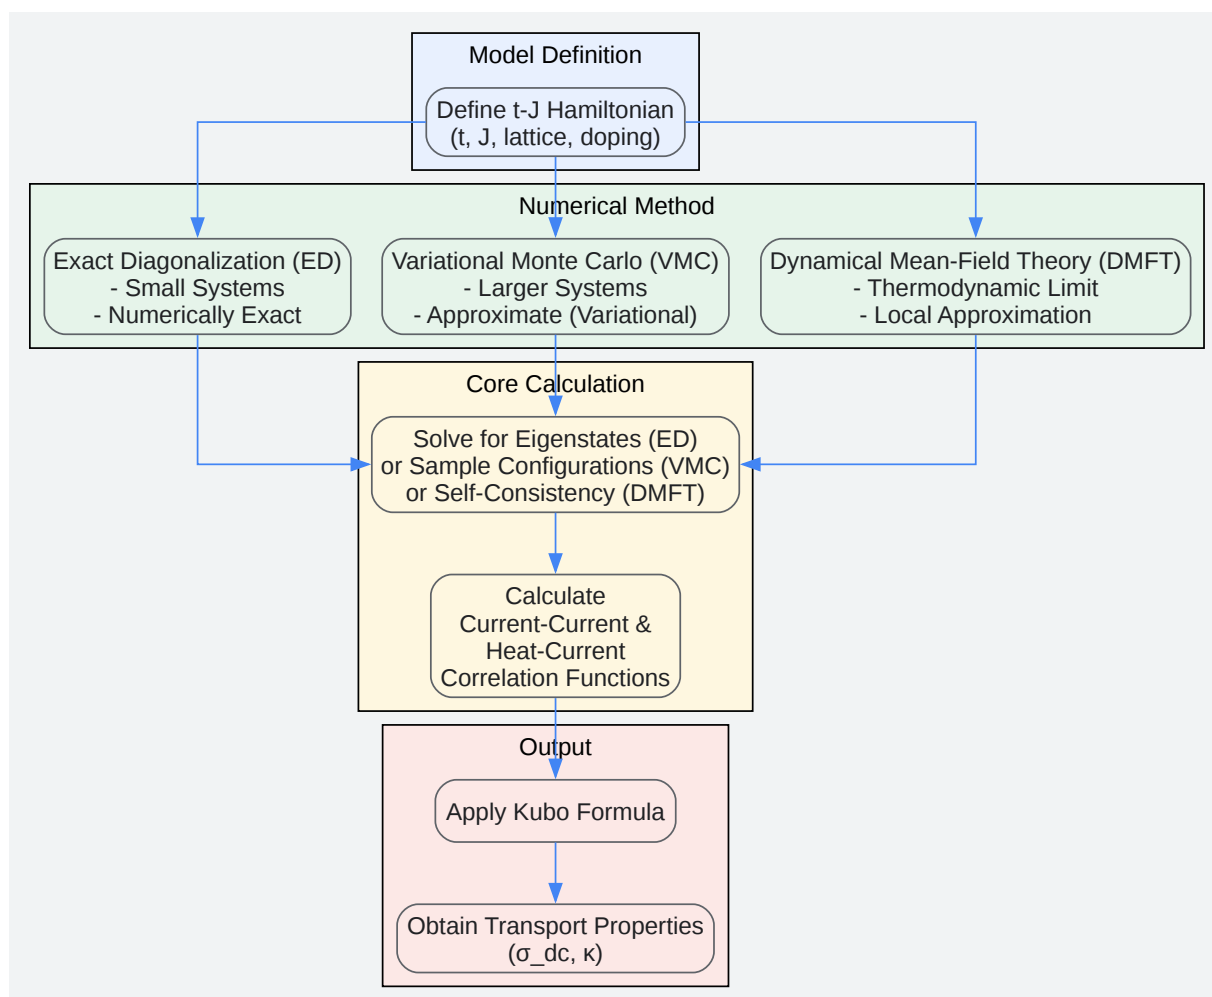 Model Definition
Define t-J Hamiltonian
(t, J, lattice, doping)
Numerical Method
Exact Diagonalization (ED)
- Small Systems
- Numerically Exact
Variational Monte Carlo (VMC)
- Larger Systems
- Approximate (Variational)
Dynamical Mean-Field Theory (DMFT)
- Thermodynamic Limit
- Local Approximation
Core Calculation
Solve for Eigenstates (ED)
or Sample Configurations (VMC)
or Self-Consistency (DMFT)
Calculate
Current-Current &
Heat-Current
Correlation Functions
Output
Apply Kubo Formula
Obtain Transport Properties
(σ_dc, κ)